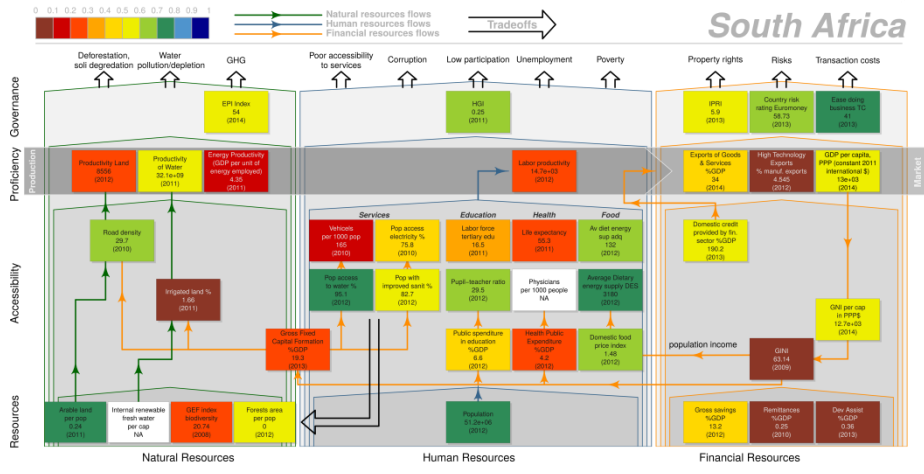 0 0.1 0.2 0.3 0.4 0.5 0.6 0.7 0.8 0.9 1
Natural resources flows
Human resources flows
Financial resources flows
Tradeoffs
South Africa
Deforestation,
soil degradation
Water
pollution/depletion
GHG
Poor accessibility
to services
Corruption
Low participation
Unemployment
Poverty
Property rights
Risks
Transaction costs
Governance
EPI Index
54
(2014)
HGI
0.25
(2011)
IPRI
5.9
(2013)
Country risk
rating Euromoney
58.73
(2013)
Ease doing
business TC
41
(2013)
Proficiency
Production
Productivity Land
6556
(2012)
Productivity
of Water
32.1e+09
(2011)
Energy Productivity
(GDP per unit of
energy employed)
4.35
(2011)
Labor productivity
14.7e+03
(2012)
Exports of Goods
& Services
%GDP
24
(2014)
High Technology
Exports
% manuf. exports
4.545
(2012)
GDP per capita,
PPP (constant 2011
international $)
13e+03
(2014)
Market
Accessibility
Services
Education
Health
Food
Road density
29.7
(2010)
Vehicels
per 1000 pop
165
(2010)
Pop access
electricity %
75.8
(2010)
Labor force
tertiary edu
16.5
(2011)
Life expectancy
55.3
(2011)
Av diet energy
sup adq
132
(2012)
Domestic credit
provided by fin.
sector %GDP
190.2
(2013)
Irrigated land %
1.66
(2011)
Pop access
to water %
95.1
(2012)
Pop with
improved sanit %
82.7
(2012)
Pupil-teacher ratio
29.5
(2012)
Physicians
per 1000 people
NA
Average Dietary
energy supply DES
3180
(2012)
GNI per cap
in PPP$
12.7e+03
(2014)
Gross Fixed
Capital Formation
%GDP
19.3
(2013)
Public spenditure
in education
%GDP
6.6
(2012)
Health Public
Expenditure
%GDP
4.2
(2012)
Domestic food
price index
1.48
(2012)
population income
GINI
63.14
(2009)
Resources
Arable land
per pop
0.24
(2011)
Internal renewable
fresh water
per cap
NA
GEF index
biodiversity
20.74
(2008)
Forests area
per pop
0
(2012)
Population
51.2e+06
(2012)
Gross savings
%GDP
13.2
(2012)
Remittances
%GDP
0.25
(2010)
Dev Assist
%GDP
0.36
(2013)
Natural Resources
Human Resources
Financial Resources